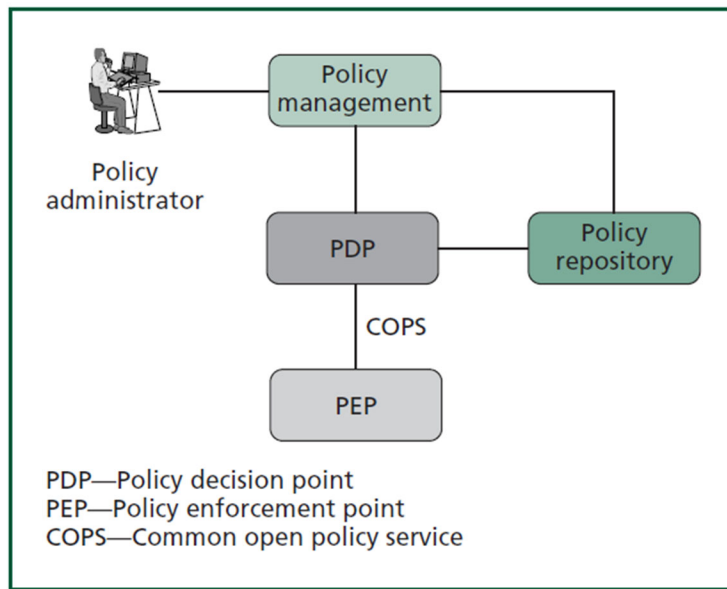 Policy
management
Policy
administrator
PDP
Policy
repository
COPS
PEP
PDP—Policy decision point
PEP—Policy enforcement point
COPS—Common open policy service